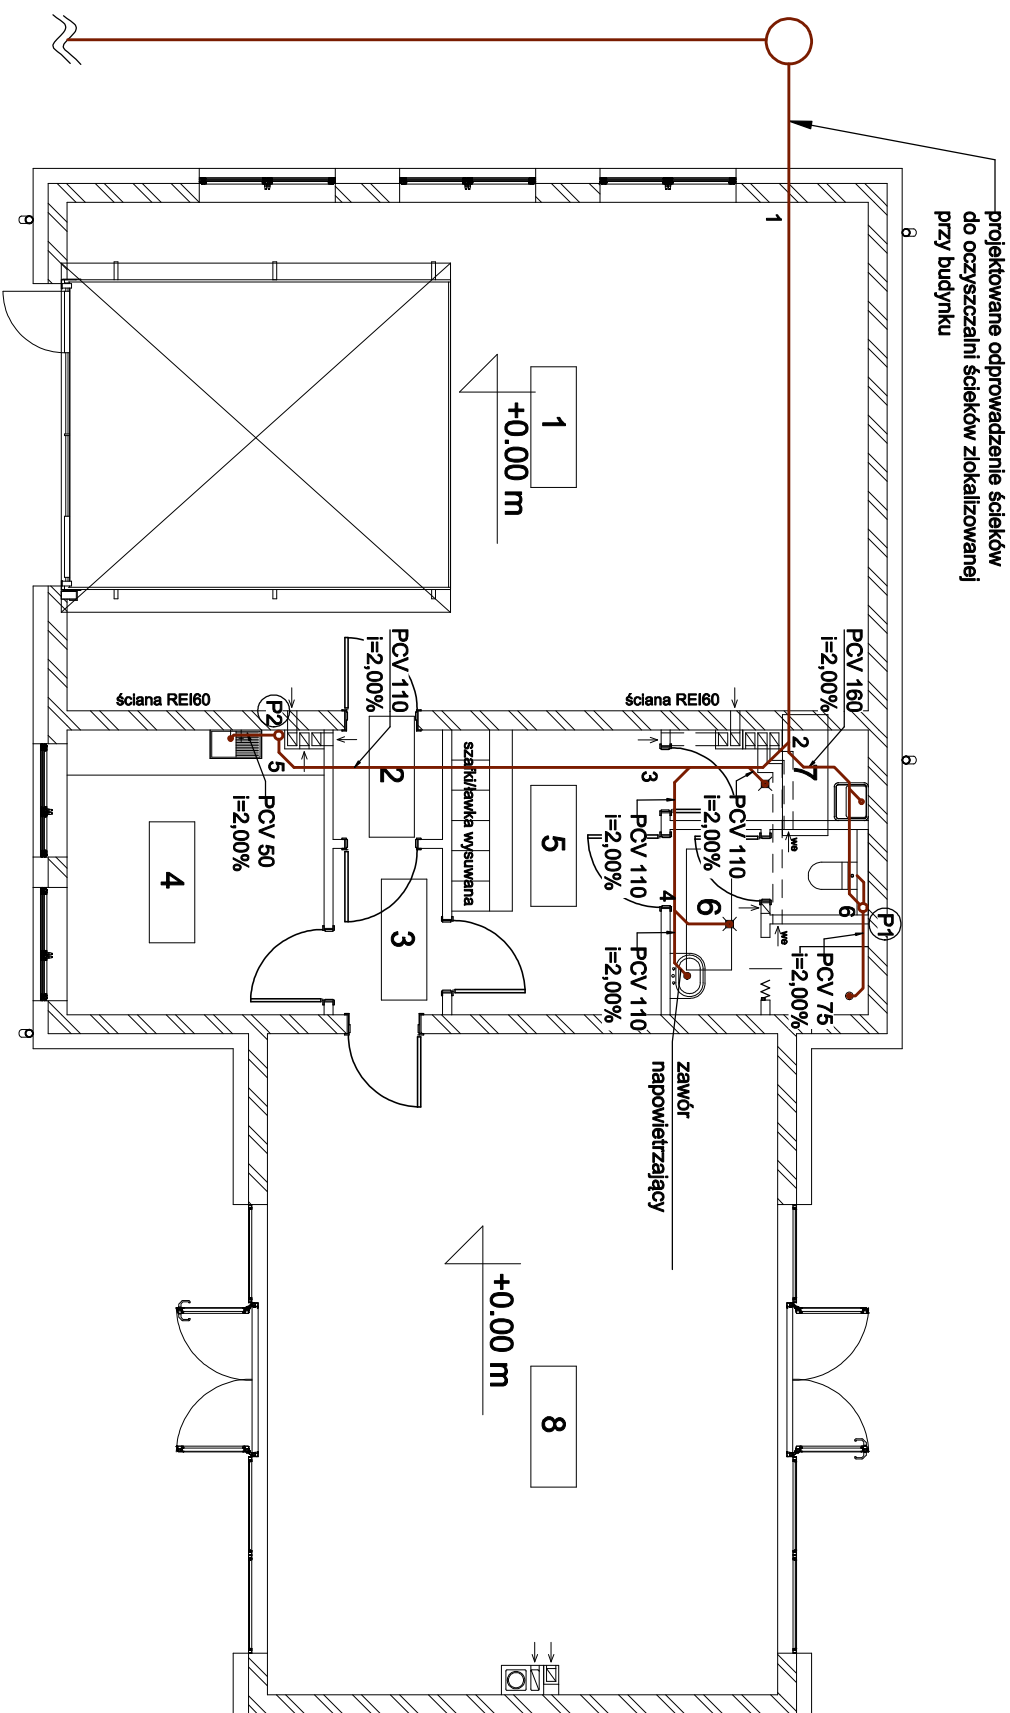 projektowane odprowadzenie ścieków
do oczyszczalni ścieków zlokalizowanej
przy budynku
1
1
+0.00 m
PCV 160
i=2,00%
PCV 110
i=2,00%
ściana REI60
ściana REI60
P2
5
2
7
2
3
szafki/ławka wysuwana
PCV 50
i=2,00%
PCV 110
i=2,00%
PCV 110
i=2,00%
we
5
4
3
4
6
6
P1
we
PCV 75
i=2,00%
PCV 110
i=2,00%
zawór
napowietrzający
+0.00 m
8